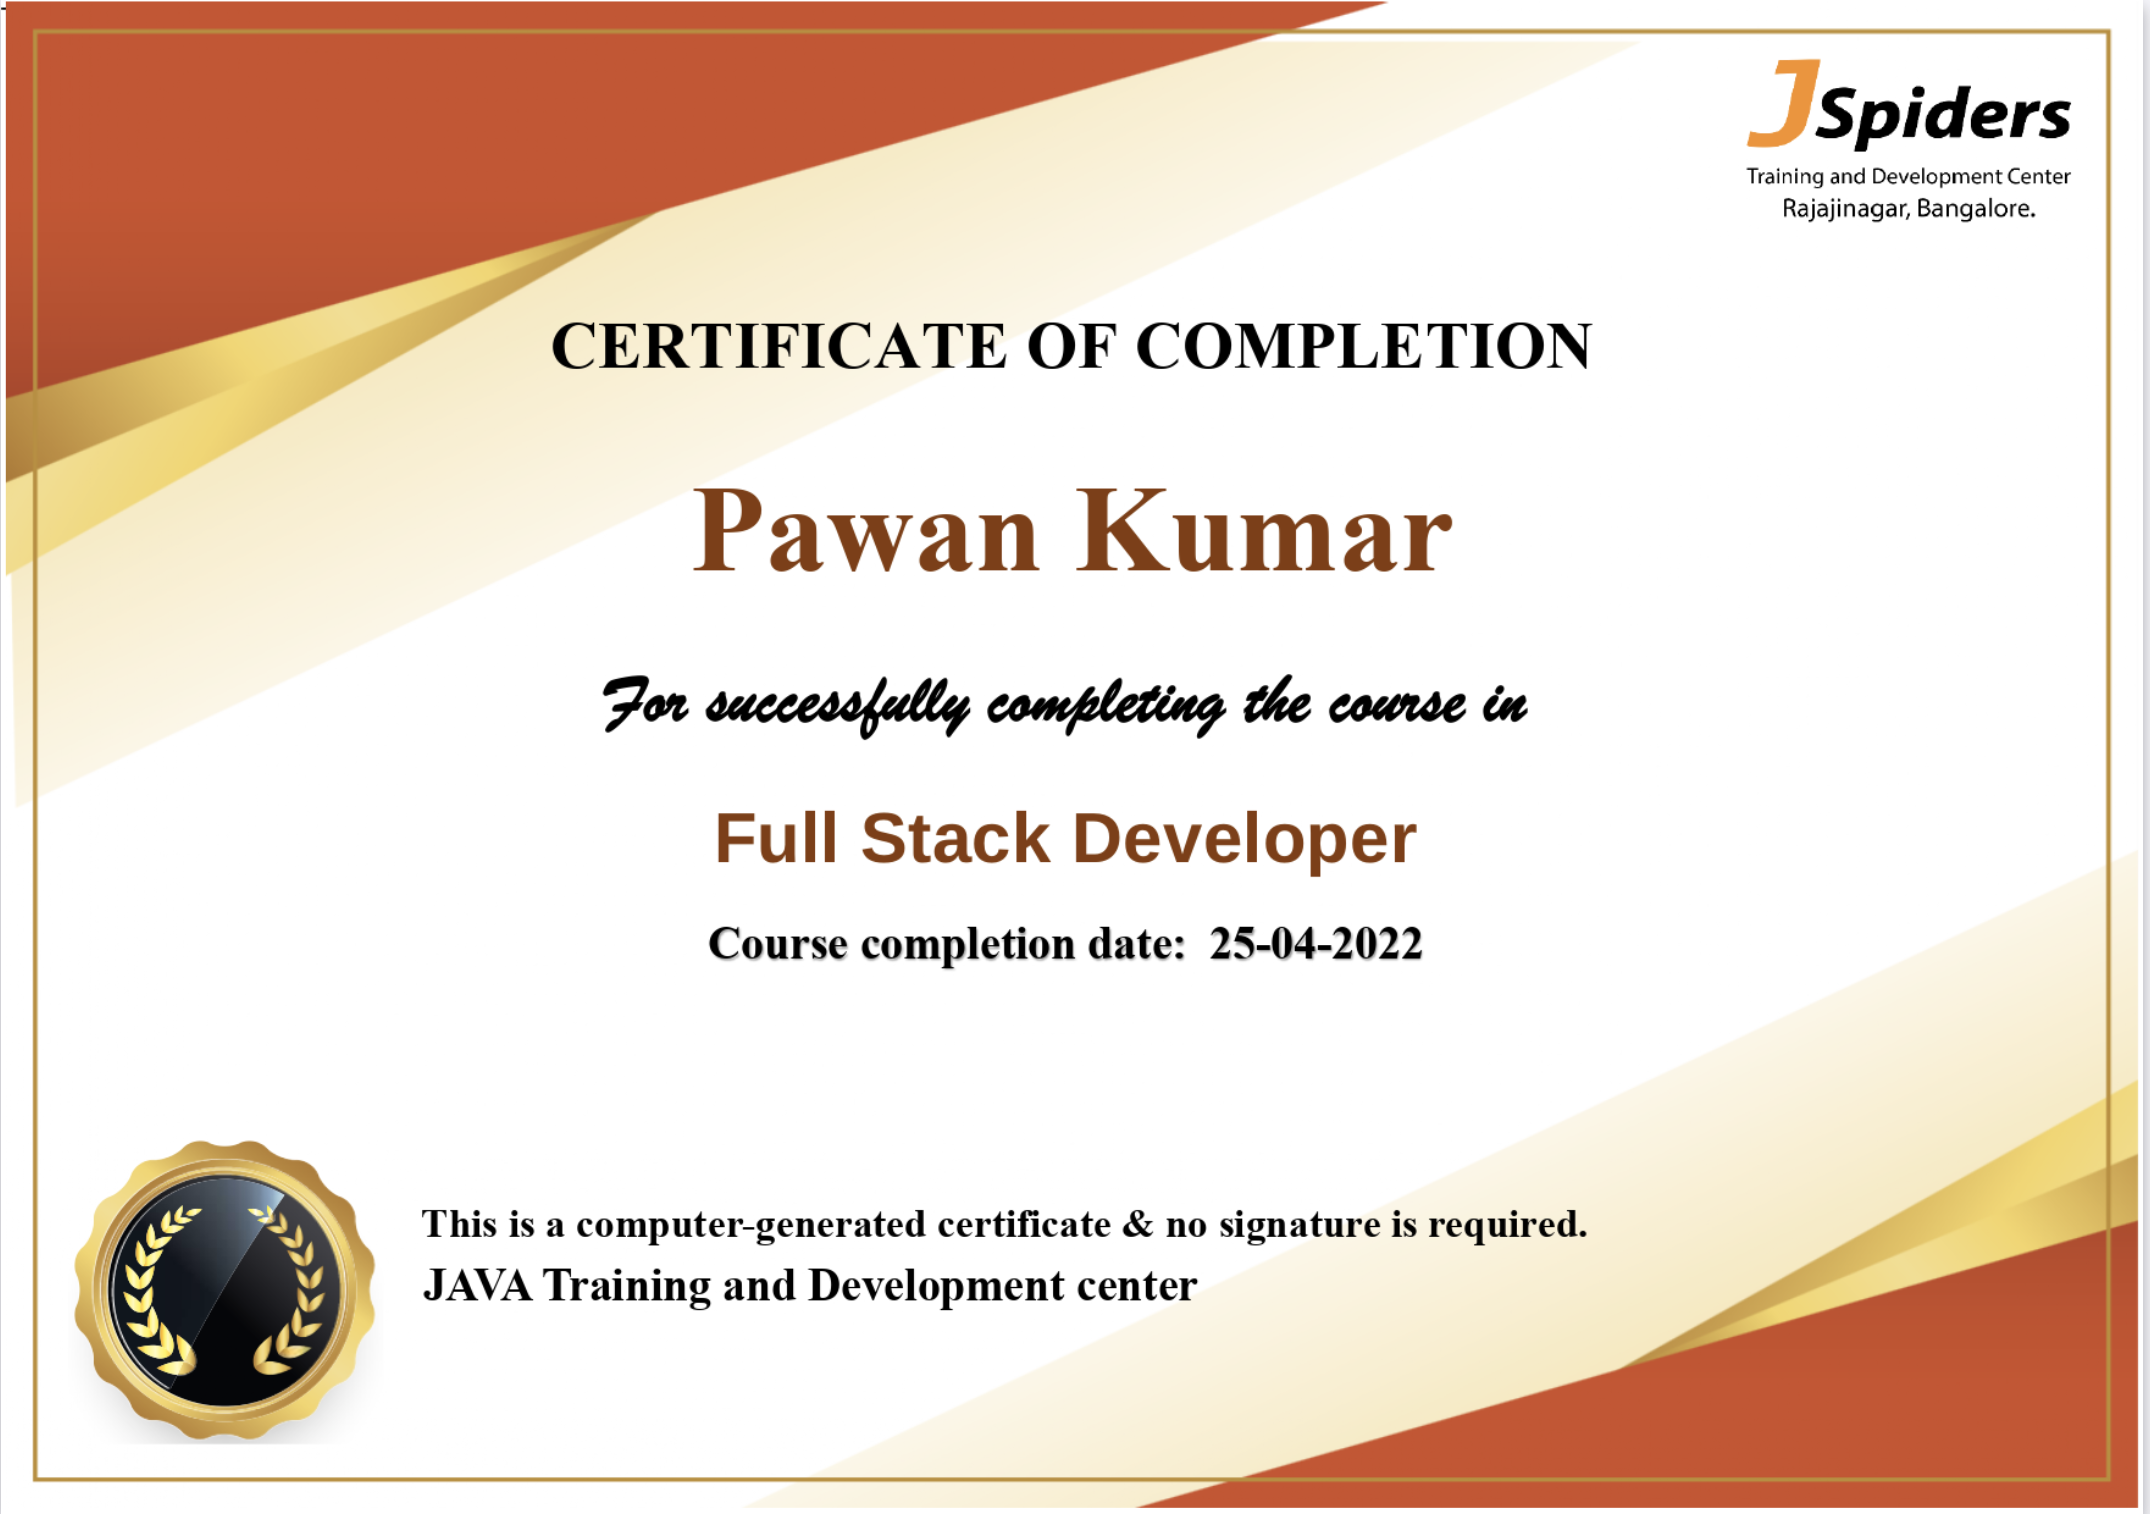 JSpiders
Training and Development Center
Rajajinagar, Bangalore.
CERTIFICATE OF COMPLETION
Pawan Kumar
For successfully completing the course in
Full Stack Developer
Course completion date: 25-04-2022
This is a computer-generated certificate & no signature is required.
JAVA Training and Development center